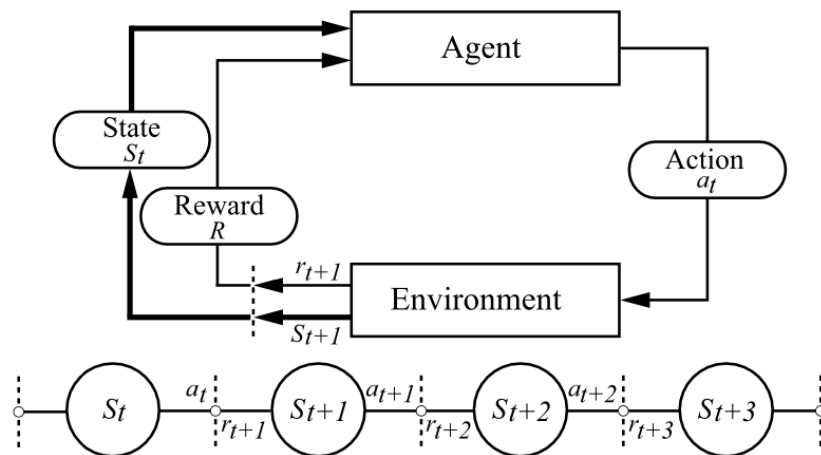 Agent
State
St
Action
at
Reward
R
rt+1
Environment
St+1
St
at
rt+1
St+1
at+1
rt+2
St+2
at+2
rt+3
St+3